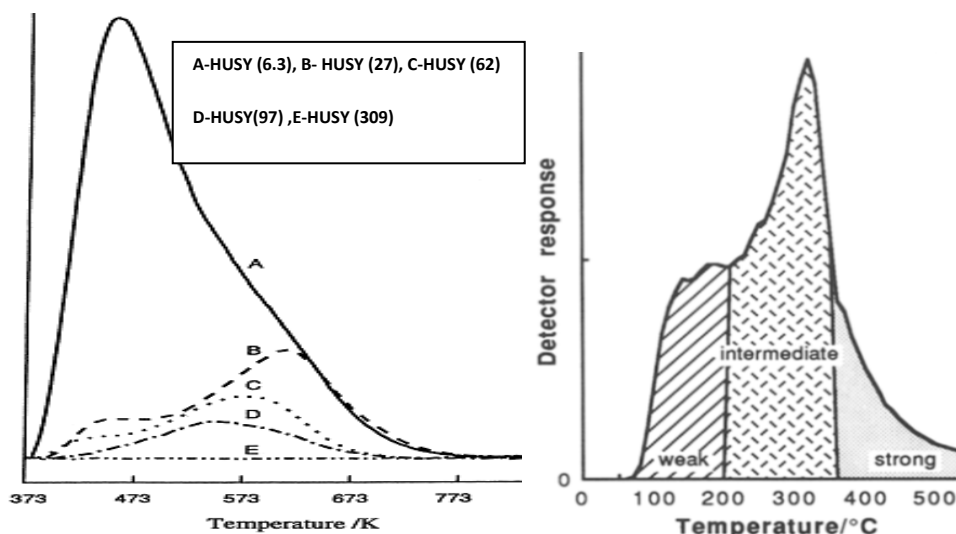 A-HUSY (6.3), B- HUSY (27), C-HUSY (62)
D-HUSY(97) ,E-HUSY (309)
A
B
C
D
E
373 473 573 673 773
Temperature /K
Detector response
weak
intermediate
strong
0
0 100 200 300 400 500
Temperature/°C